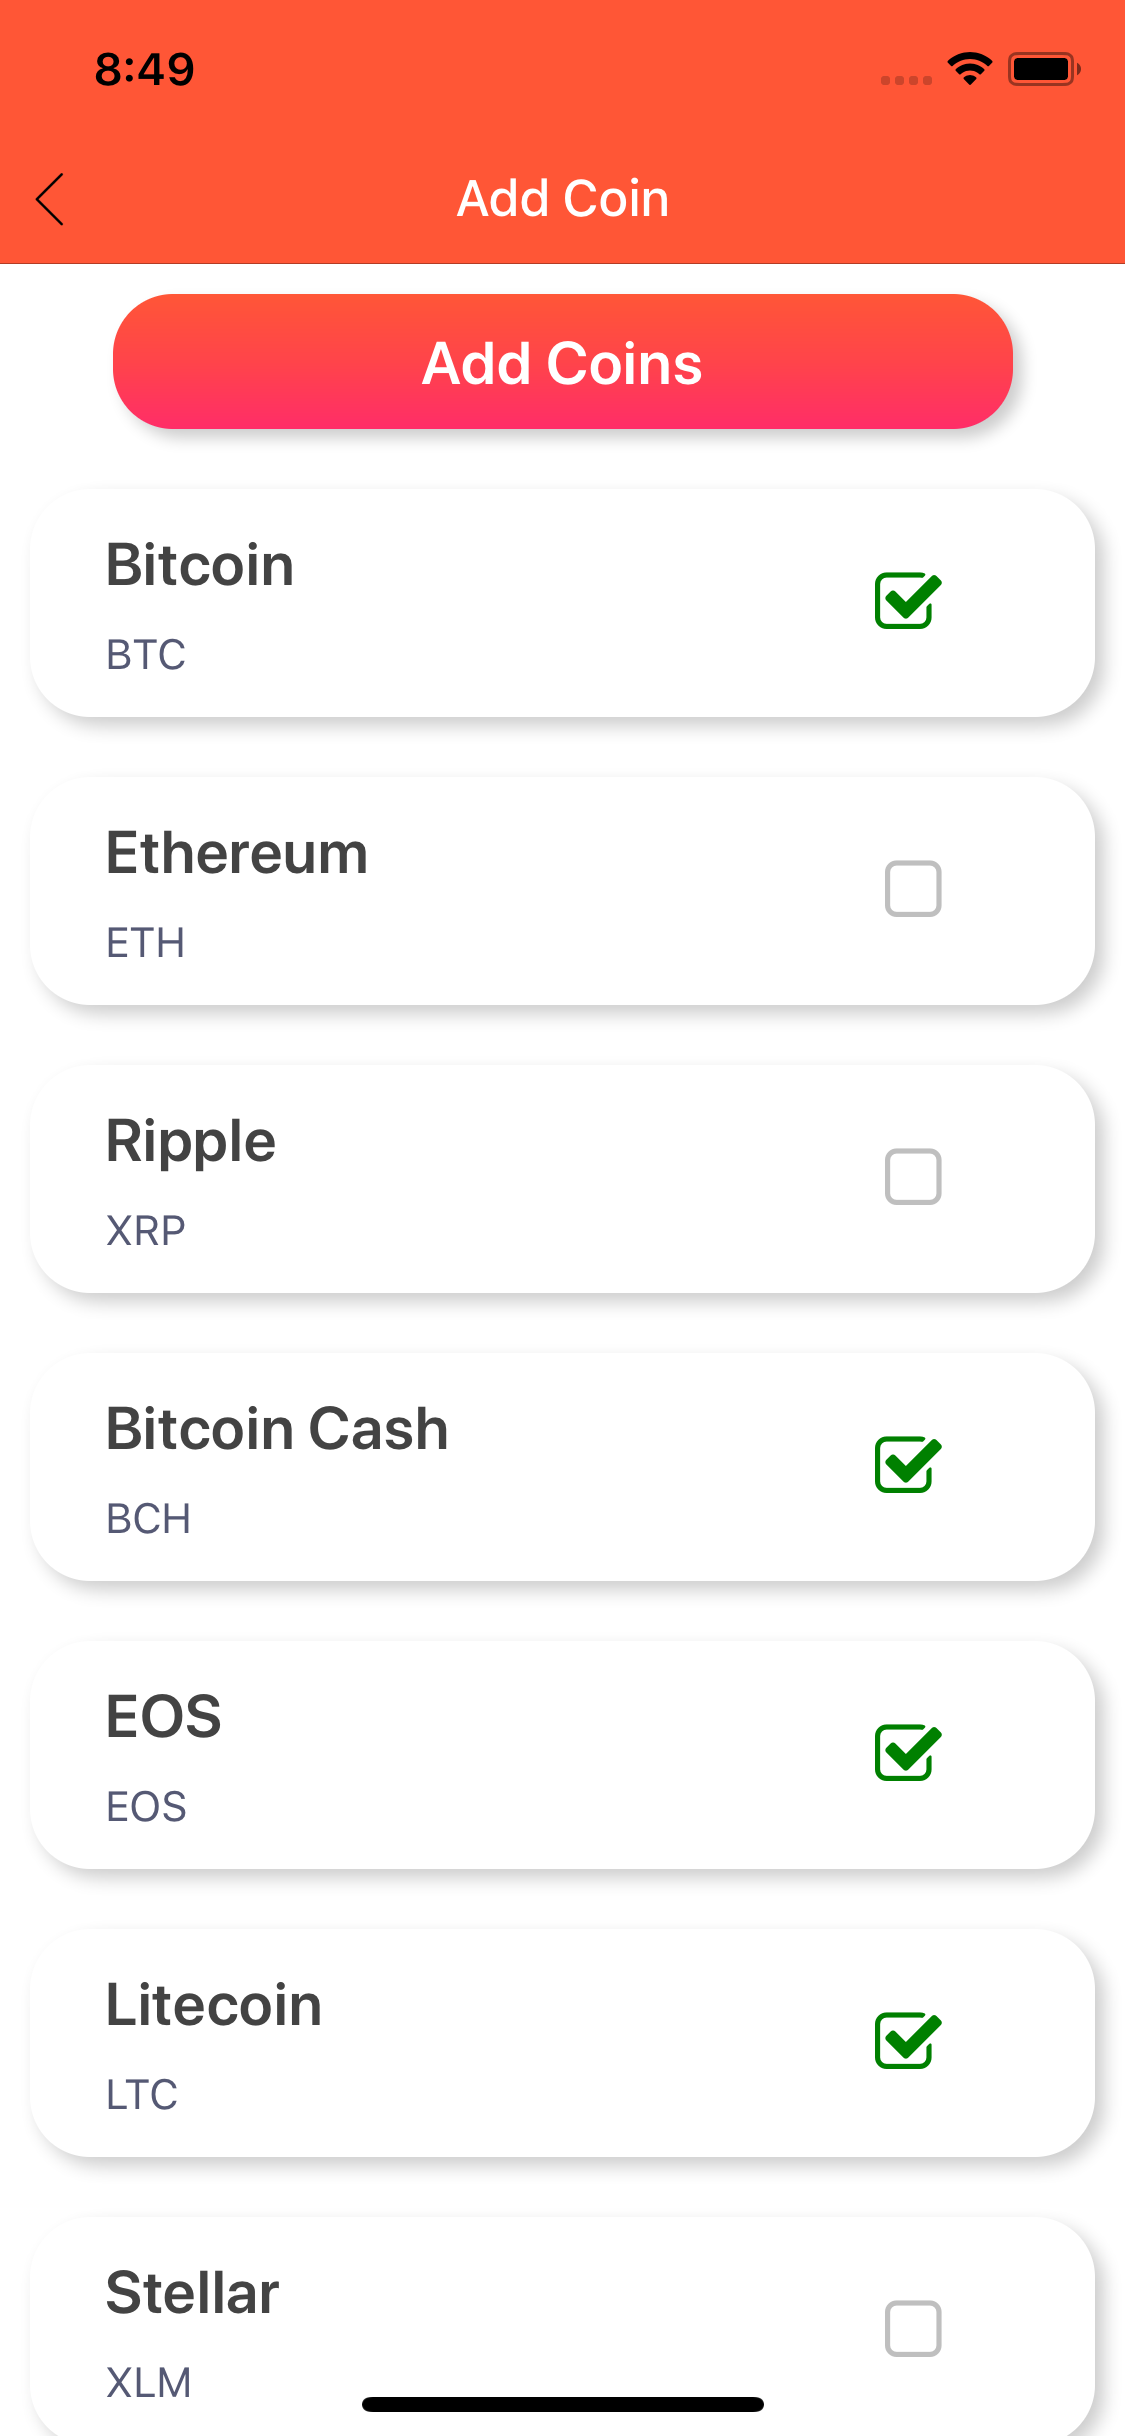 8:49
Add Coin
Add Coins
Bitcoin
BTC
Ethereum
ETH
Ripple
XRP
Bitcoin Cash
BCH
EOS
EOS
Litecoin
LTC
Stellar
XLM